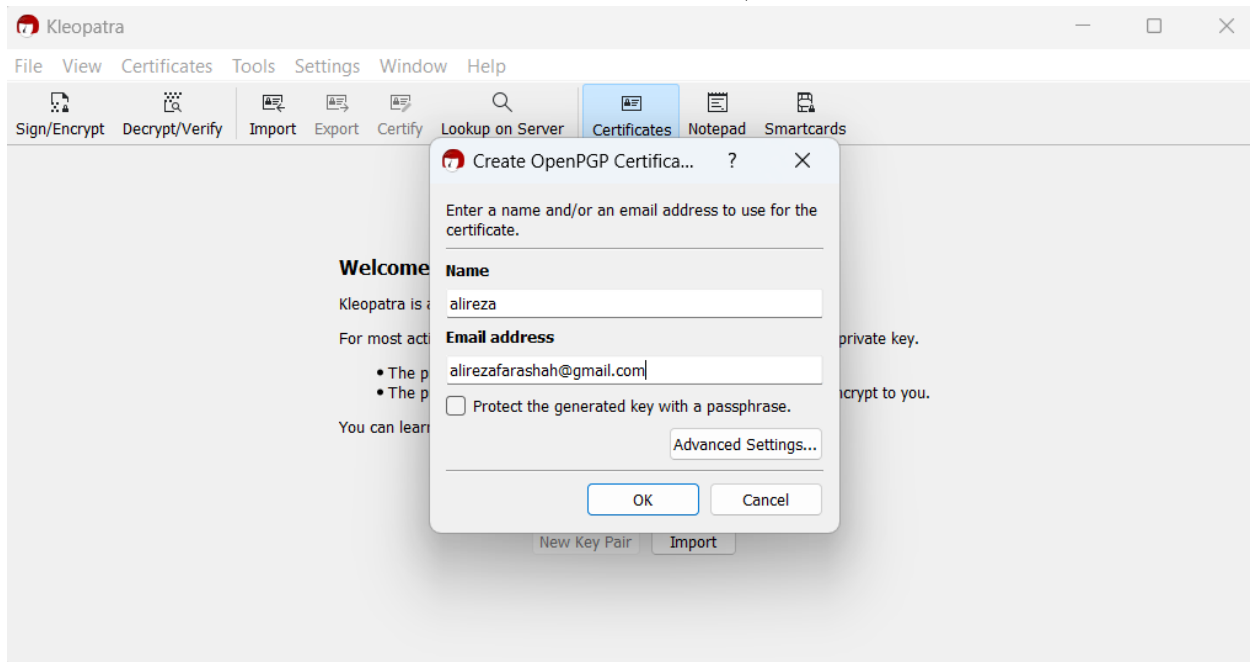 Kleopatra
File View Certificates Tools Settings Window Help
Sign/Encrypt Decrypt/Verify Import Export Certify Lookup on Server Certificates Notepad Smartcards
Create OpenPGP Certifica... ?
Enter a name and/or an email address to use for the
certificate.
Welcome
Name
Kleopatra is
alireza
For most
Email address
private key.
alirezafarashah@gmail.com
• The
• The
to you.
Protect the generated key with a passphrase.
You can
Advanced Settings...
OK Cancel
New Key Pair Import